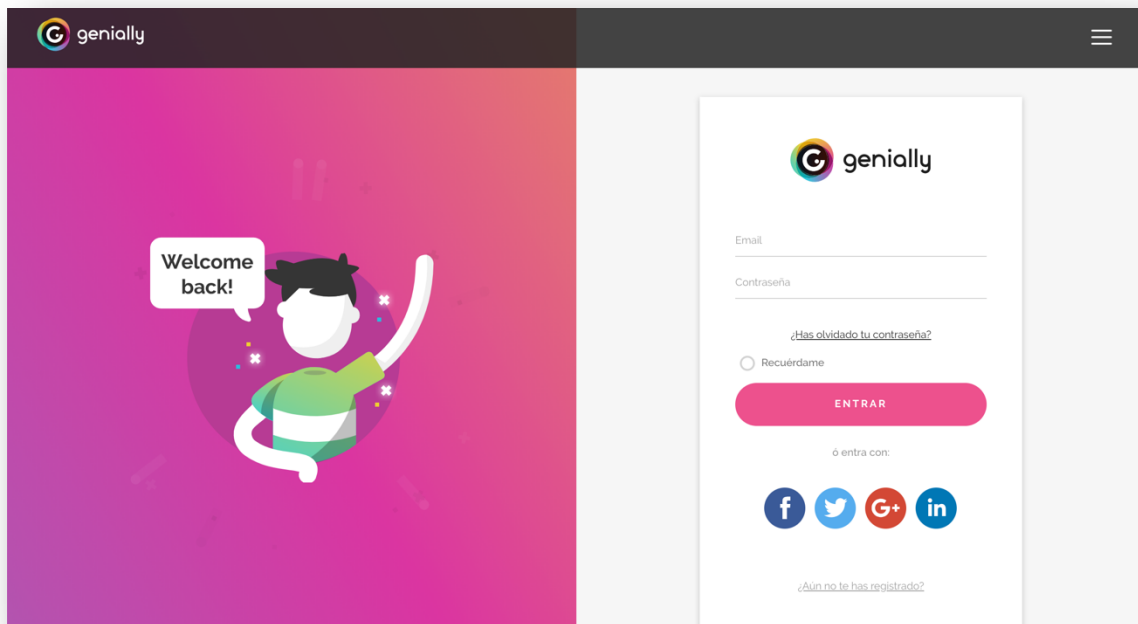 genially
Welcome
back!
genially
Email
Contraseña
¿Has olvidado tu contraseña?
Recuérdame
ENTRAR
ó entra con:
f
G+
in
¿Aún no te has registrado?